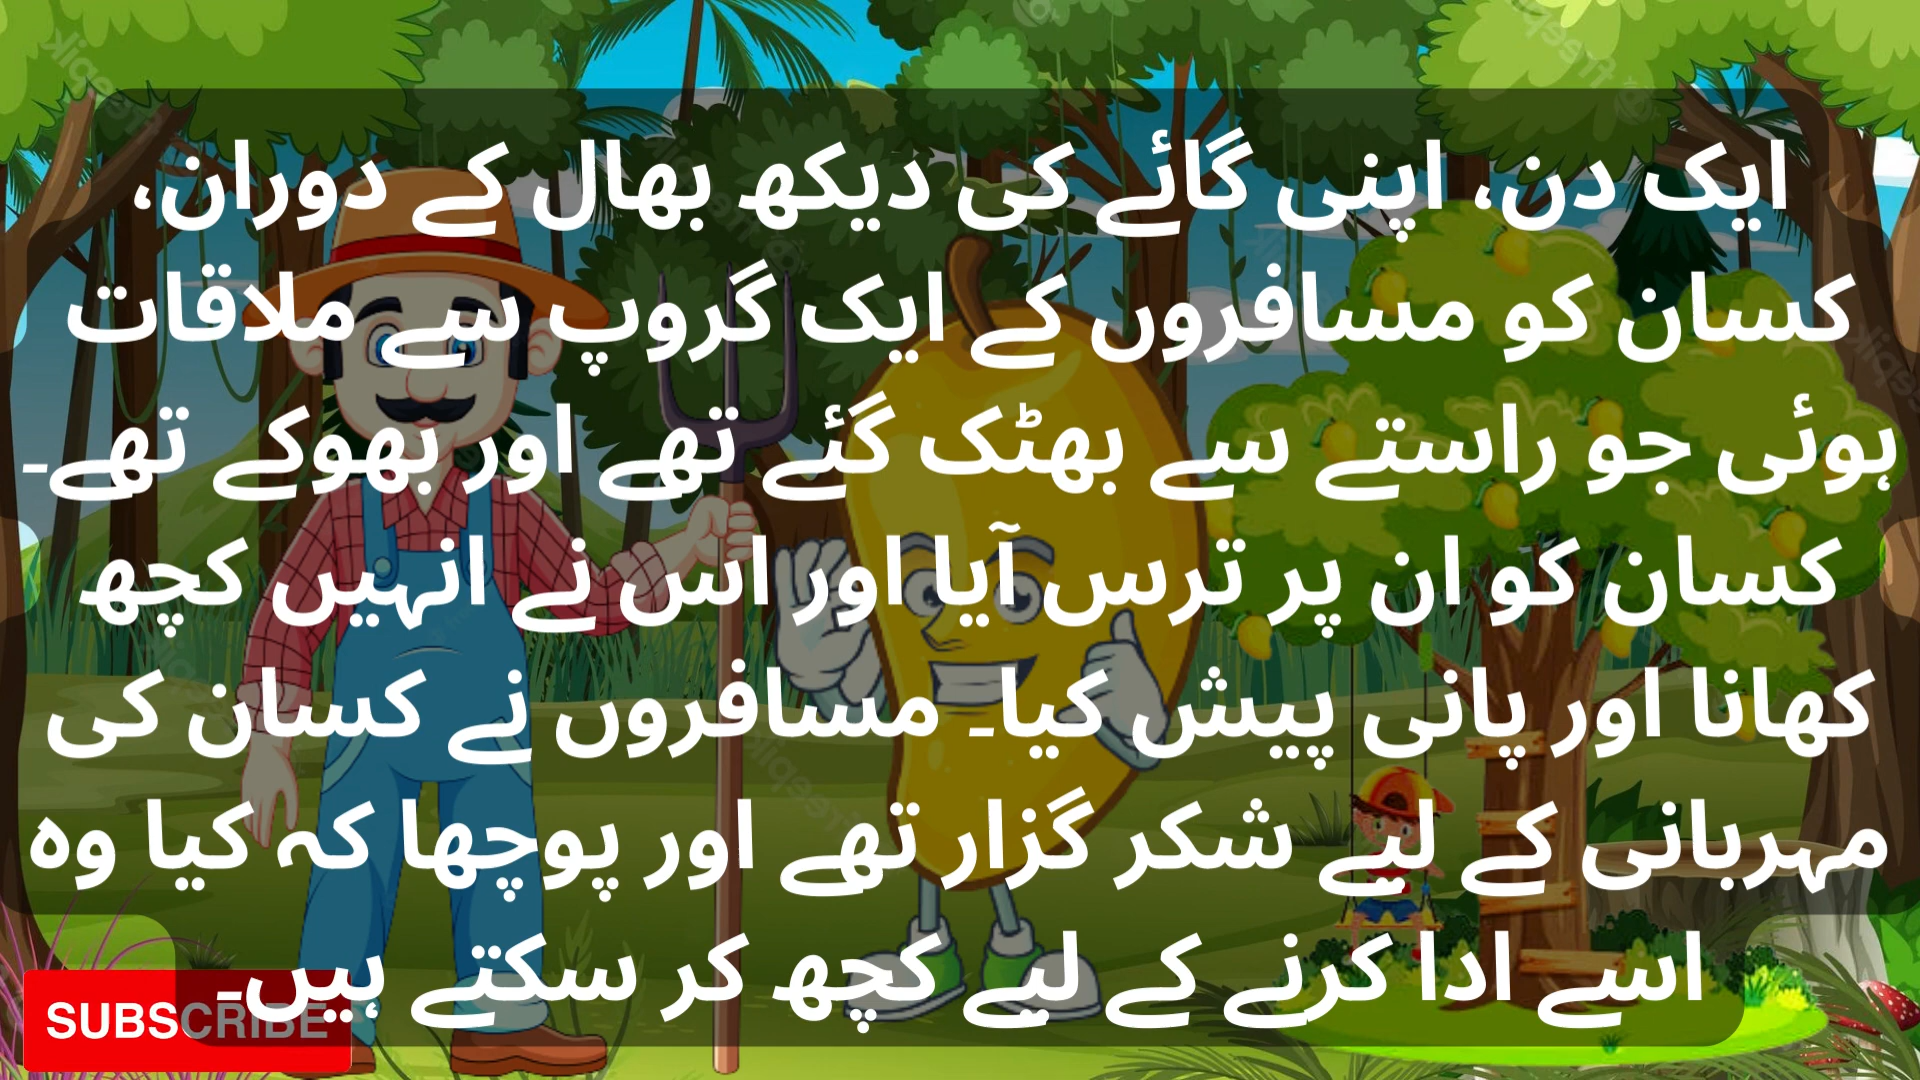 ایک دن، اپنی گائے کی دیکھ بھال کے دوران،
کسان کو مسافروں کے ایک گروپ سے ملاقات
ہوئی جو راستے سے بھٹک گئے تھے اور بھوکے تھے۔
کسان کو ان پر ترس آیا اور اس نے انہیں کچھ
کھانا اور پانی پیش کیا۔ مسافروں نے کسان کی
مہربانی کے لیے شکر گزار تھے اور پوچھا کہ کیا وہ
اسے ادا کرنے کے لیے کچھ کر سکتے ہیں۔
SUBSCRIBE